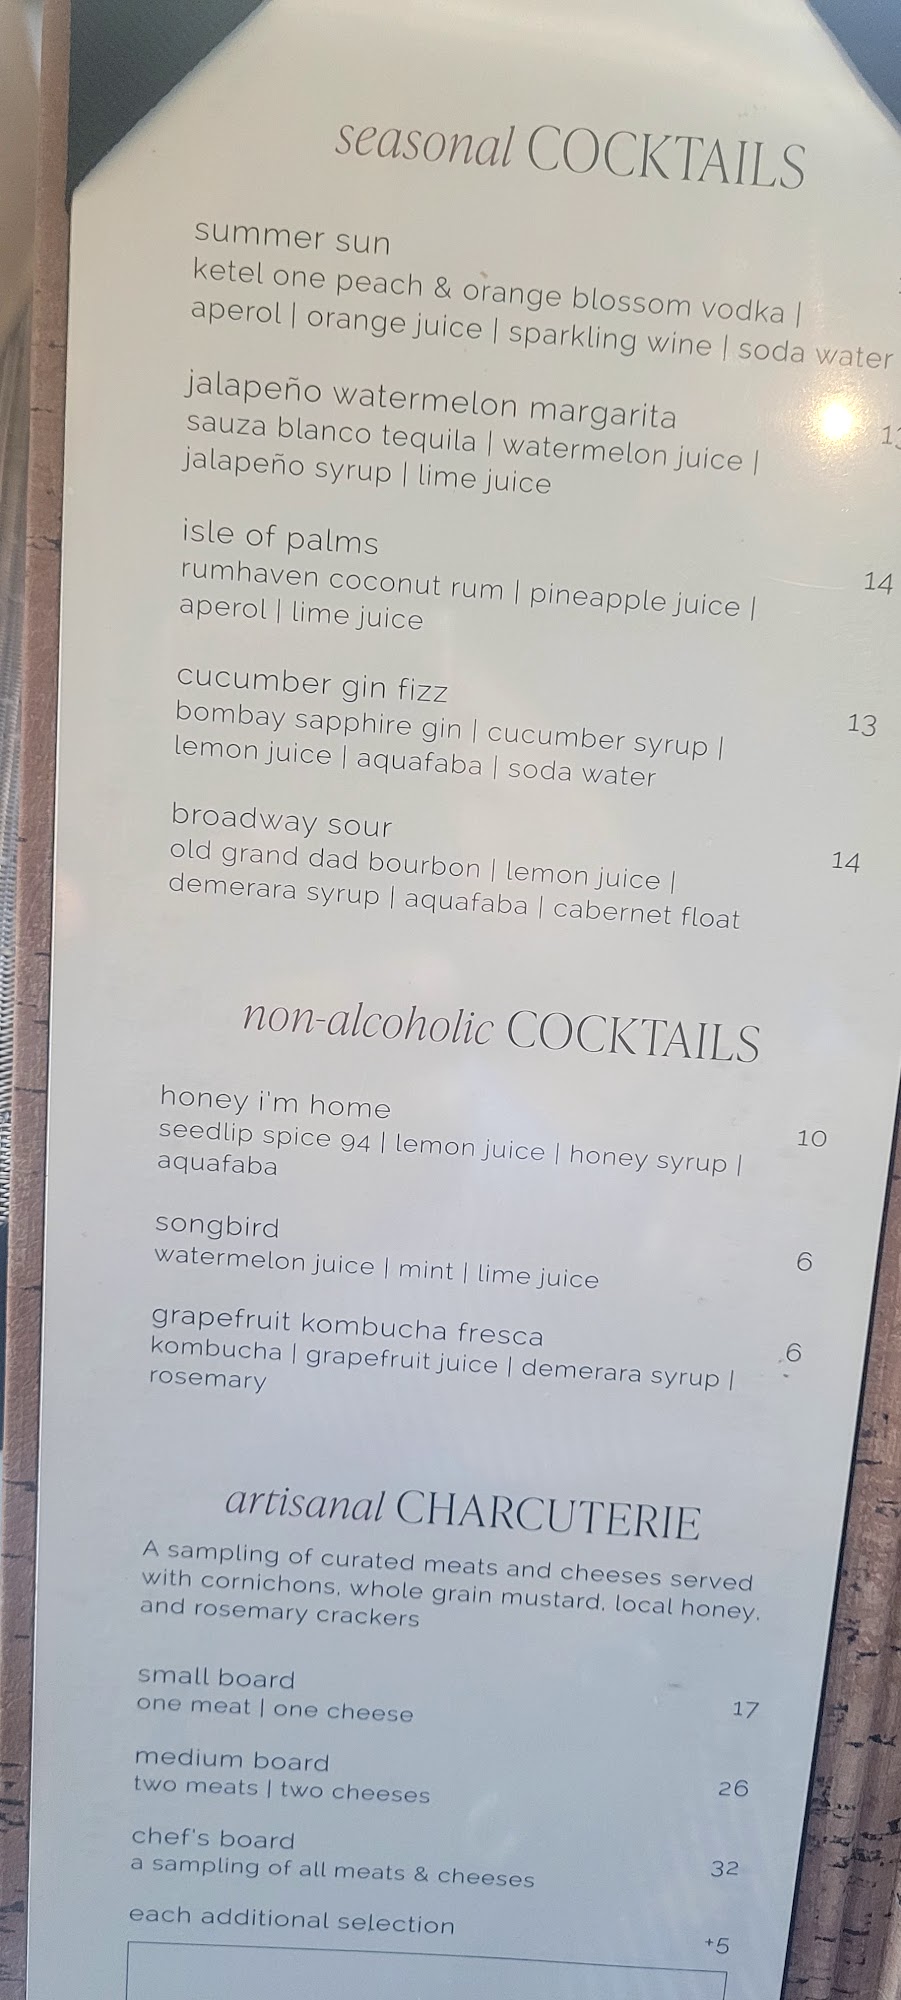 seasonal COCKTAILS
summer sun
ketel one peach & orange blossom vodka |
aperol | orange juice | sparkling wine | soda water
jalapeño watermelon margarita
sauza blanco tequila | watermelon juice |
jalapeño syrup | lime juice
isle of palms 14
rumhaven coconut rum | pineapple juice |
aperol | lime juice
cucumber gin fizz 13
bombay sapphire gin | cucumber syrup |
lemon juice | aquafaba | soda water
broadway sour 14
old grand dad bourbon | lemon juice |
demerara syrup | aquafaba | cabernet float
non-alcoholic COCKTAILS
honey i'm home 10
seedlip spice 94 | lemon juice | honey syrup |
aquafaba
songbird 6
watermelon juice | mint | lime juice
grapefruit kombucha fresca 6
kombucha | grapefruit juice | demerara syrup |
rosemary
artisanal CHARCUTERIE
A sampling of curated meats and cheeses served
with cornichons, whole grain mustard, local honey,
and rosemary crackers
small board 17
one meat | one cheese
medium board 26
two meats | two cheeses
chef's board 32
a sampling of all meats & cheeses
each additional selection +5